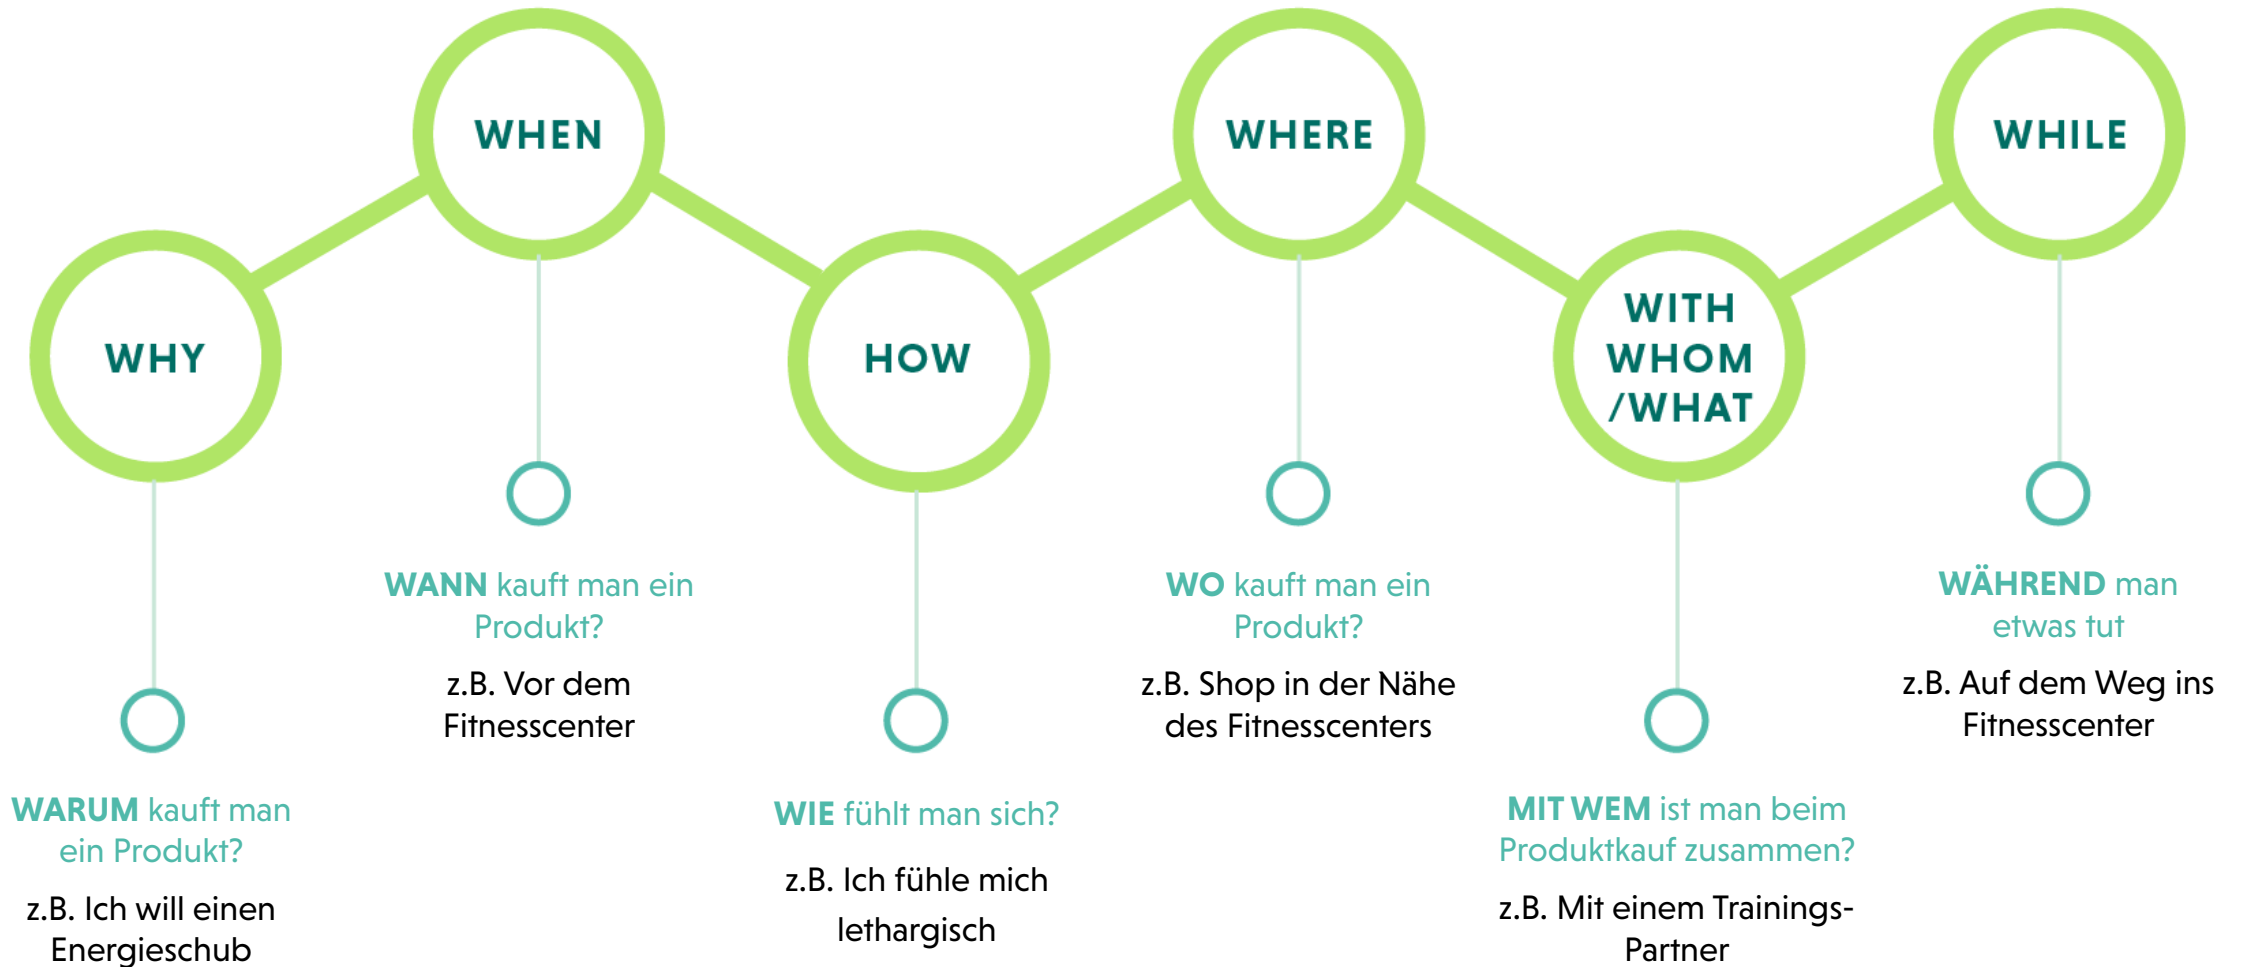 WHY
WARUM kauft man
ein Produkt?
z.B. Ich will einen
Energieschub
WHEN
WANN kauft man ein
Produkt?
z.B. Vor dem
Fitnesscenter
HOW
WIE fühlt man sich?
z.B. Ich fühle mich
lethargisch
WHERE
WO kauft man ein
Produkt?
z.B. Shop in der Nähe
des Fitnesscenters
WITH
WHOM
/WHAT
MIT WEM ist man beim
Produktkauf zusammen?
z.B. Mit einem Trainings-
Partner
WHILE
WÄHREND man
etwas tut
z.B. Auf dem Weg ins
Fitnesscenter